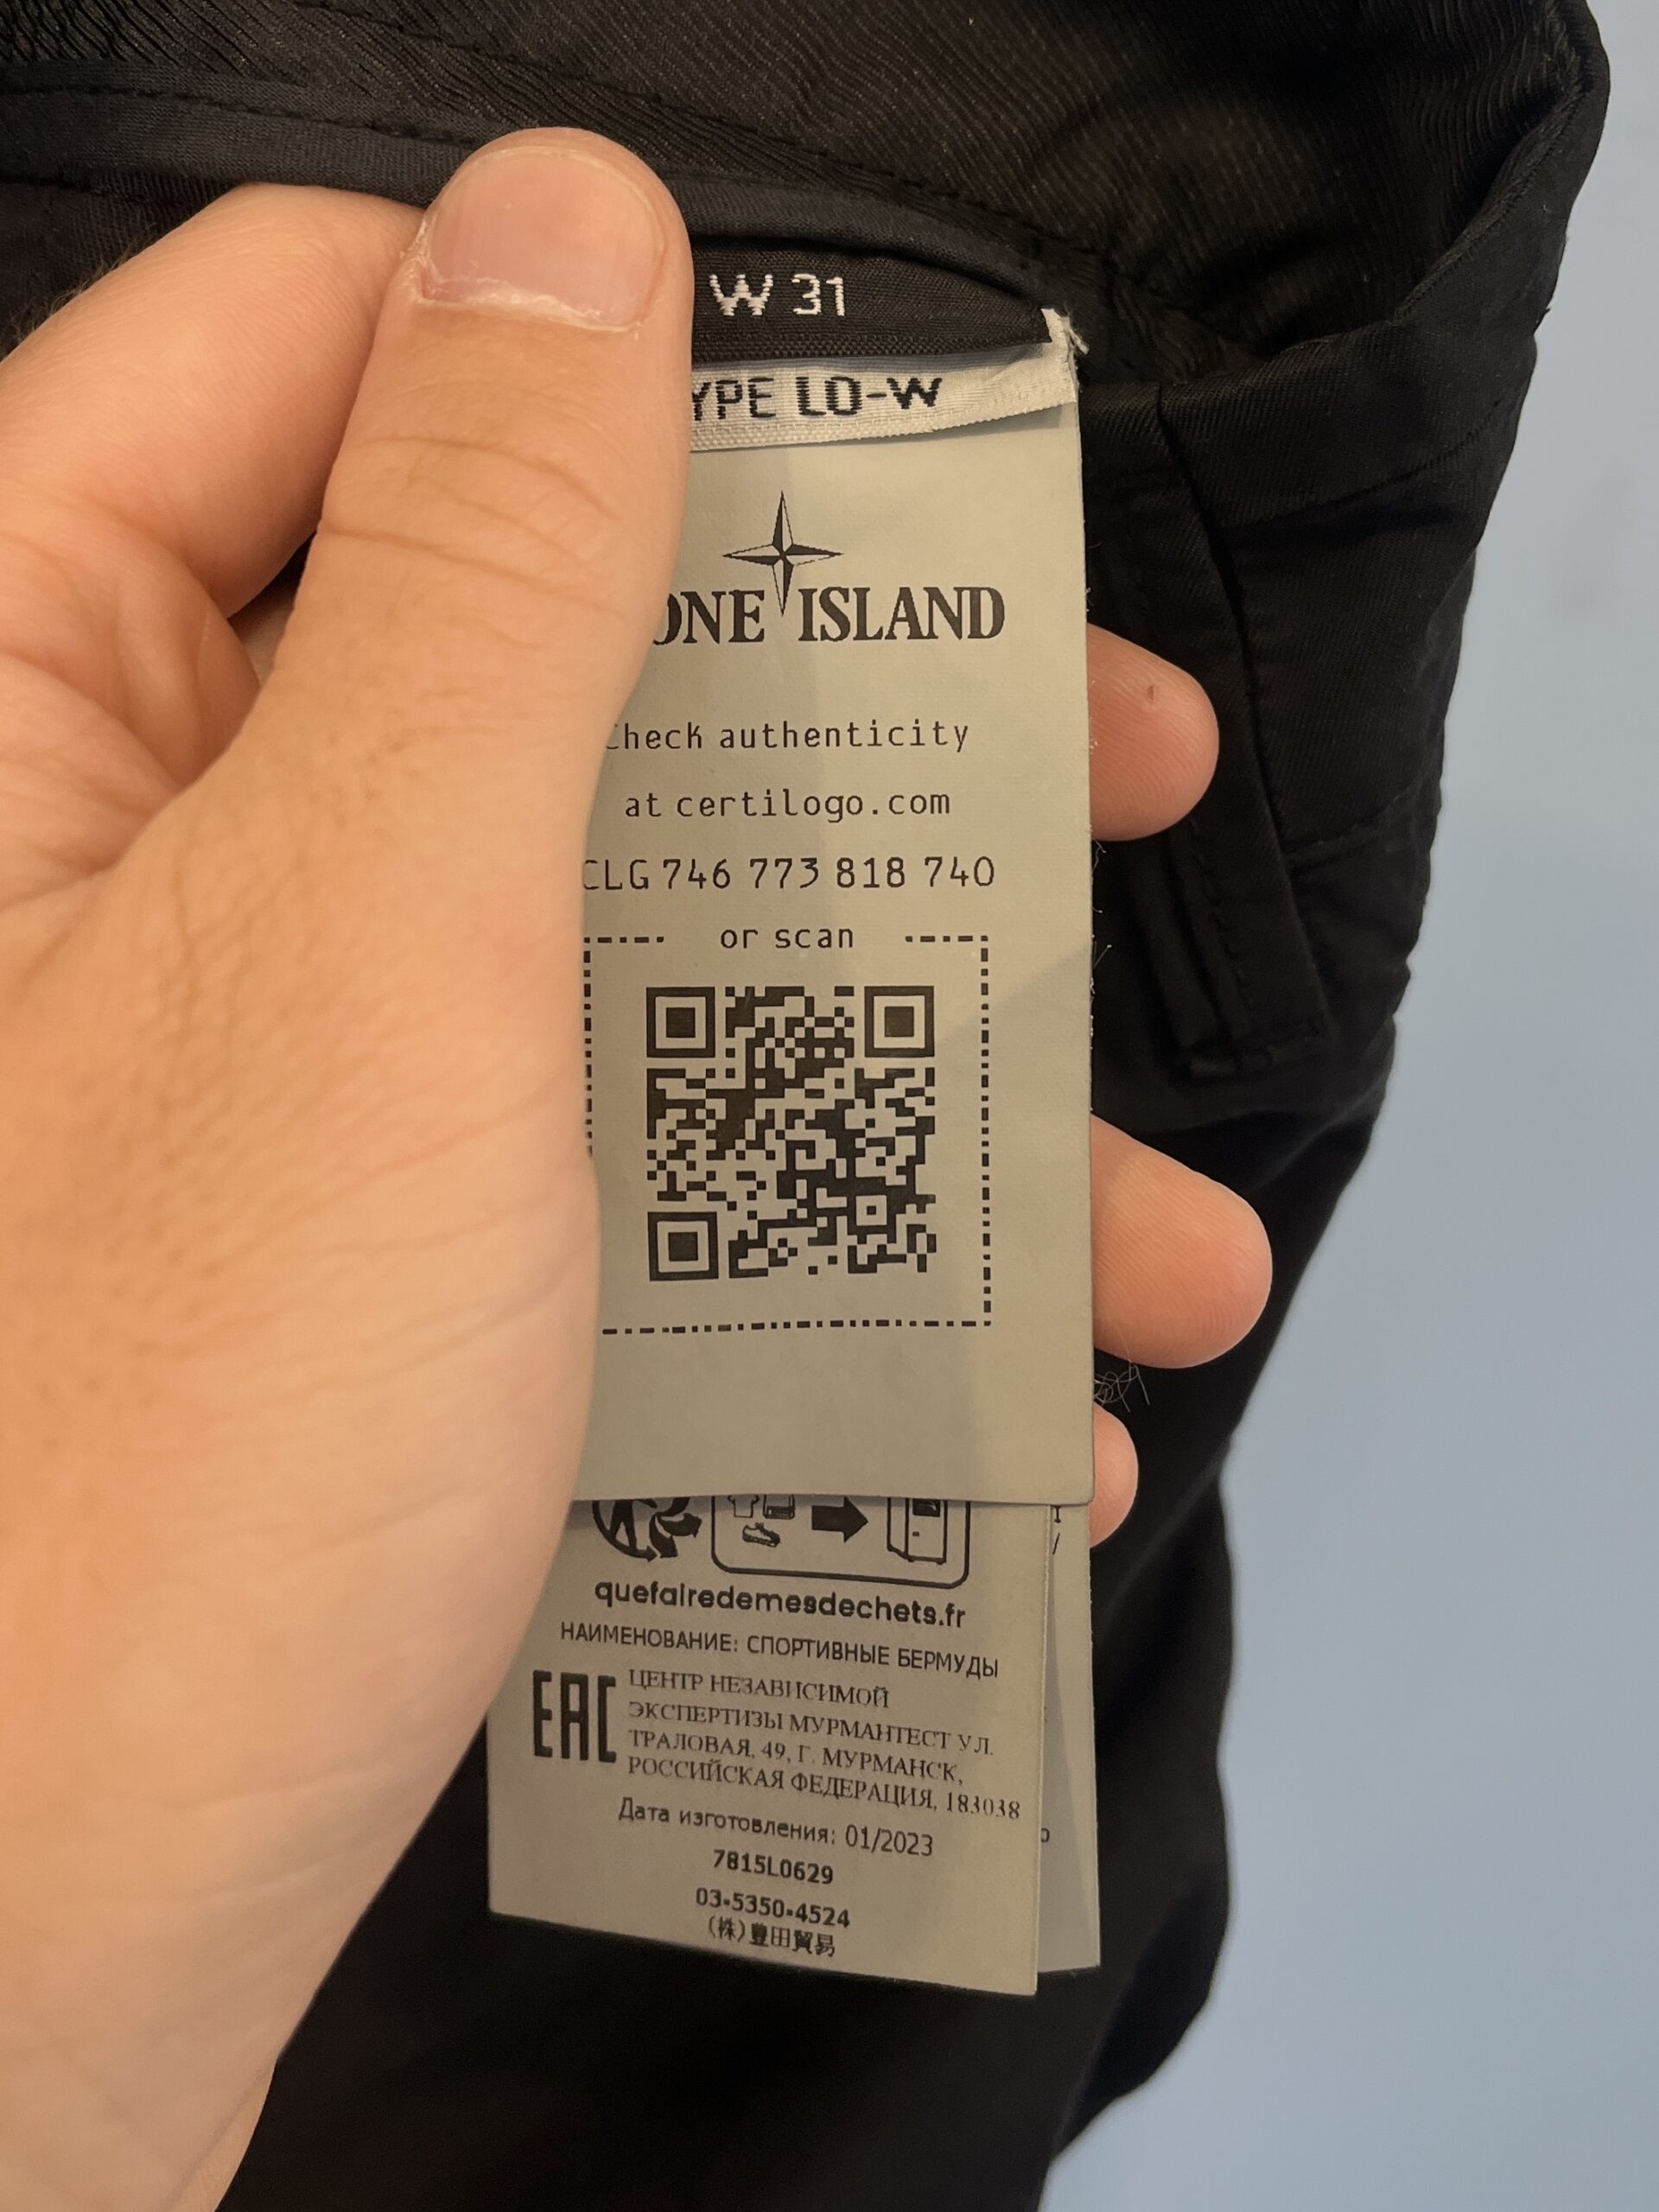 W 31
YPE LO-W
ONE ISLAND
Check authenticity
at certilogo.com
CLG 746 773 818 740
or scan
quefairedemesdechets.fr
НАИМЕНОВАНИЕ: СПОРТИВНЫЕ БЕРМУДЫ
EAC
ЦЕНТР НЕЗАВИСИМОЙ
ЭКСПЕРТИЗЫ МУРМАНТЕСТ УЛ.
ТРАЛОВАЯ, 49, Г. МУРМАНСК,
РОССИЙСКАЯ ФЕДЕРАЦИЯ, 183038
Дата изготовления: 01/2023
7815L0629
03-5350-4524
(株)豊田貿易